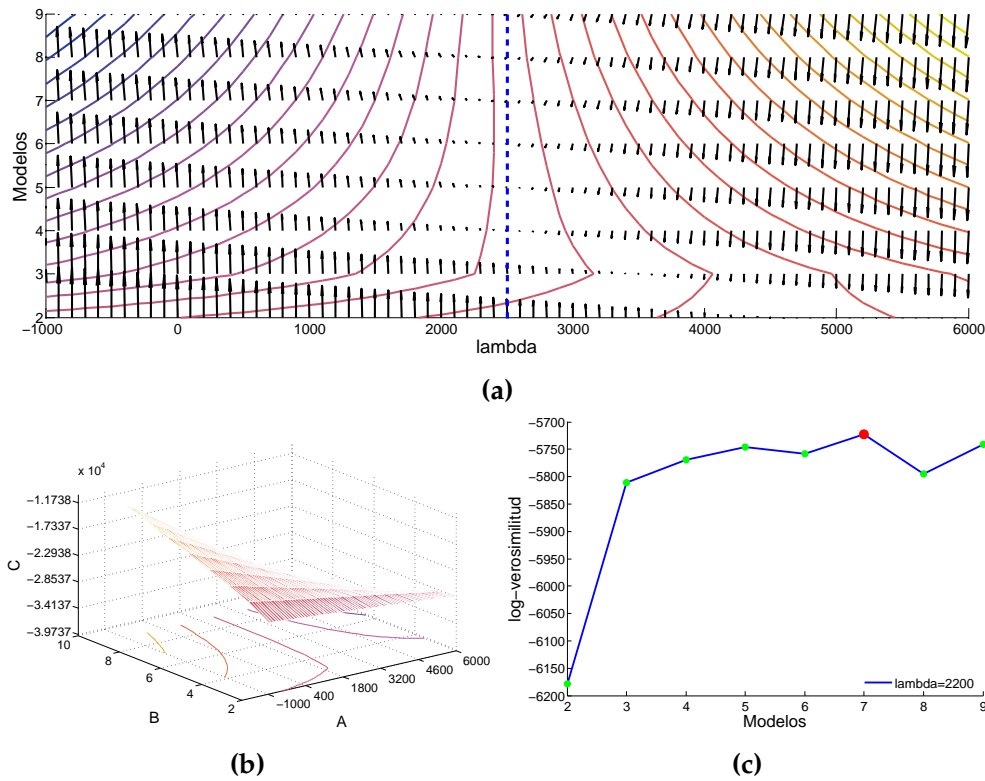 9
8
7
6
5
4
3
2
Modelos
-1000 0 1000 2000 3000 4000 5000 6000
lambda
(a)
x 10^4
-1.1738
-1.7337
-2.2938
-2.8537
-3.4137
-3.9737
C
10 8 6 4 2
B
-1000 400 1800 3200 4600 6000
A
(b)
-5700
-5750
-5800
-5850
-5900
-5950
-6000
-6050
-6100
-6150
-6200
log-verosimilitud
lambda=2200
2 3 4 5 6 7 8 9
Modelos
(c)